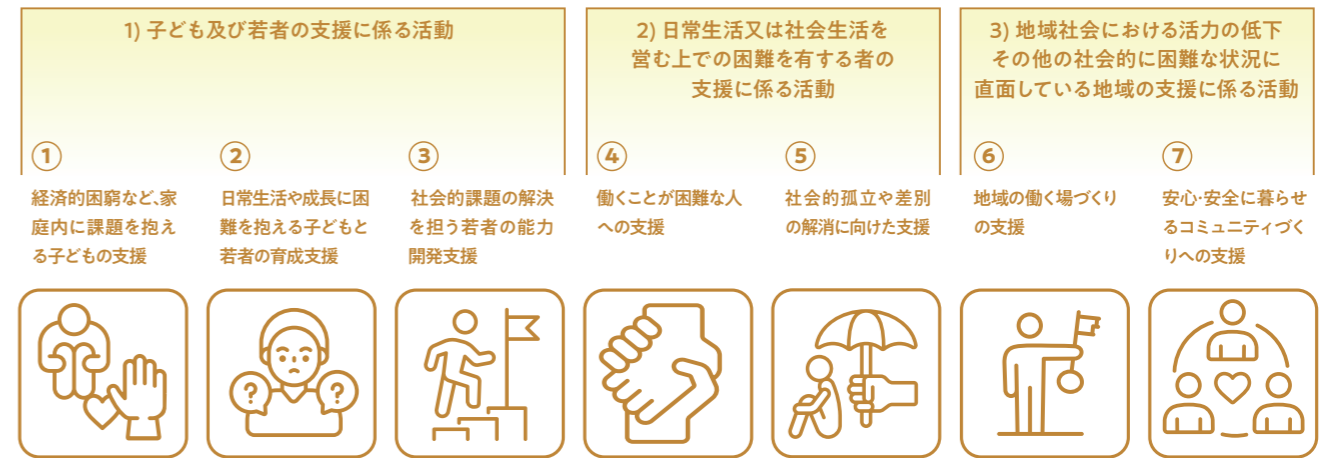 1) 子ども及び若者の支援に係る活動
2) 日常生活又は社会生活を
営む上での困難を有する者の
支援に係る活動
3) 地域社会における活力の低下
その他の社会的に困難な状況に
直面している地域の支援に係る活動
①
経済的困窮など、家
庭内に課題を抱え
る子どもの支援
②
日常生活や成長に困
難を抱える子どもと
若者の育成支援
③
社会的課題の解決
を担う若者の能力
開発支援
④
働くことが困難な人
への支援
⑤
社会的孤立や差別
の解消に向けた支援
⑥
地域の働く場づくり
の支援
⑦
安心・安全に暮らせ
るコミュニティづく
りへの支援
? ?